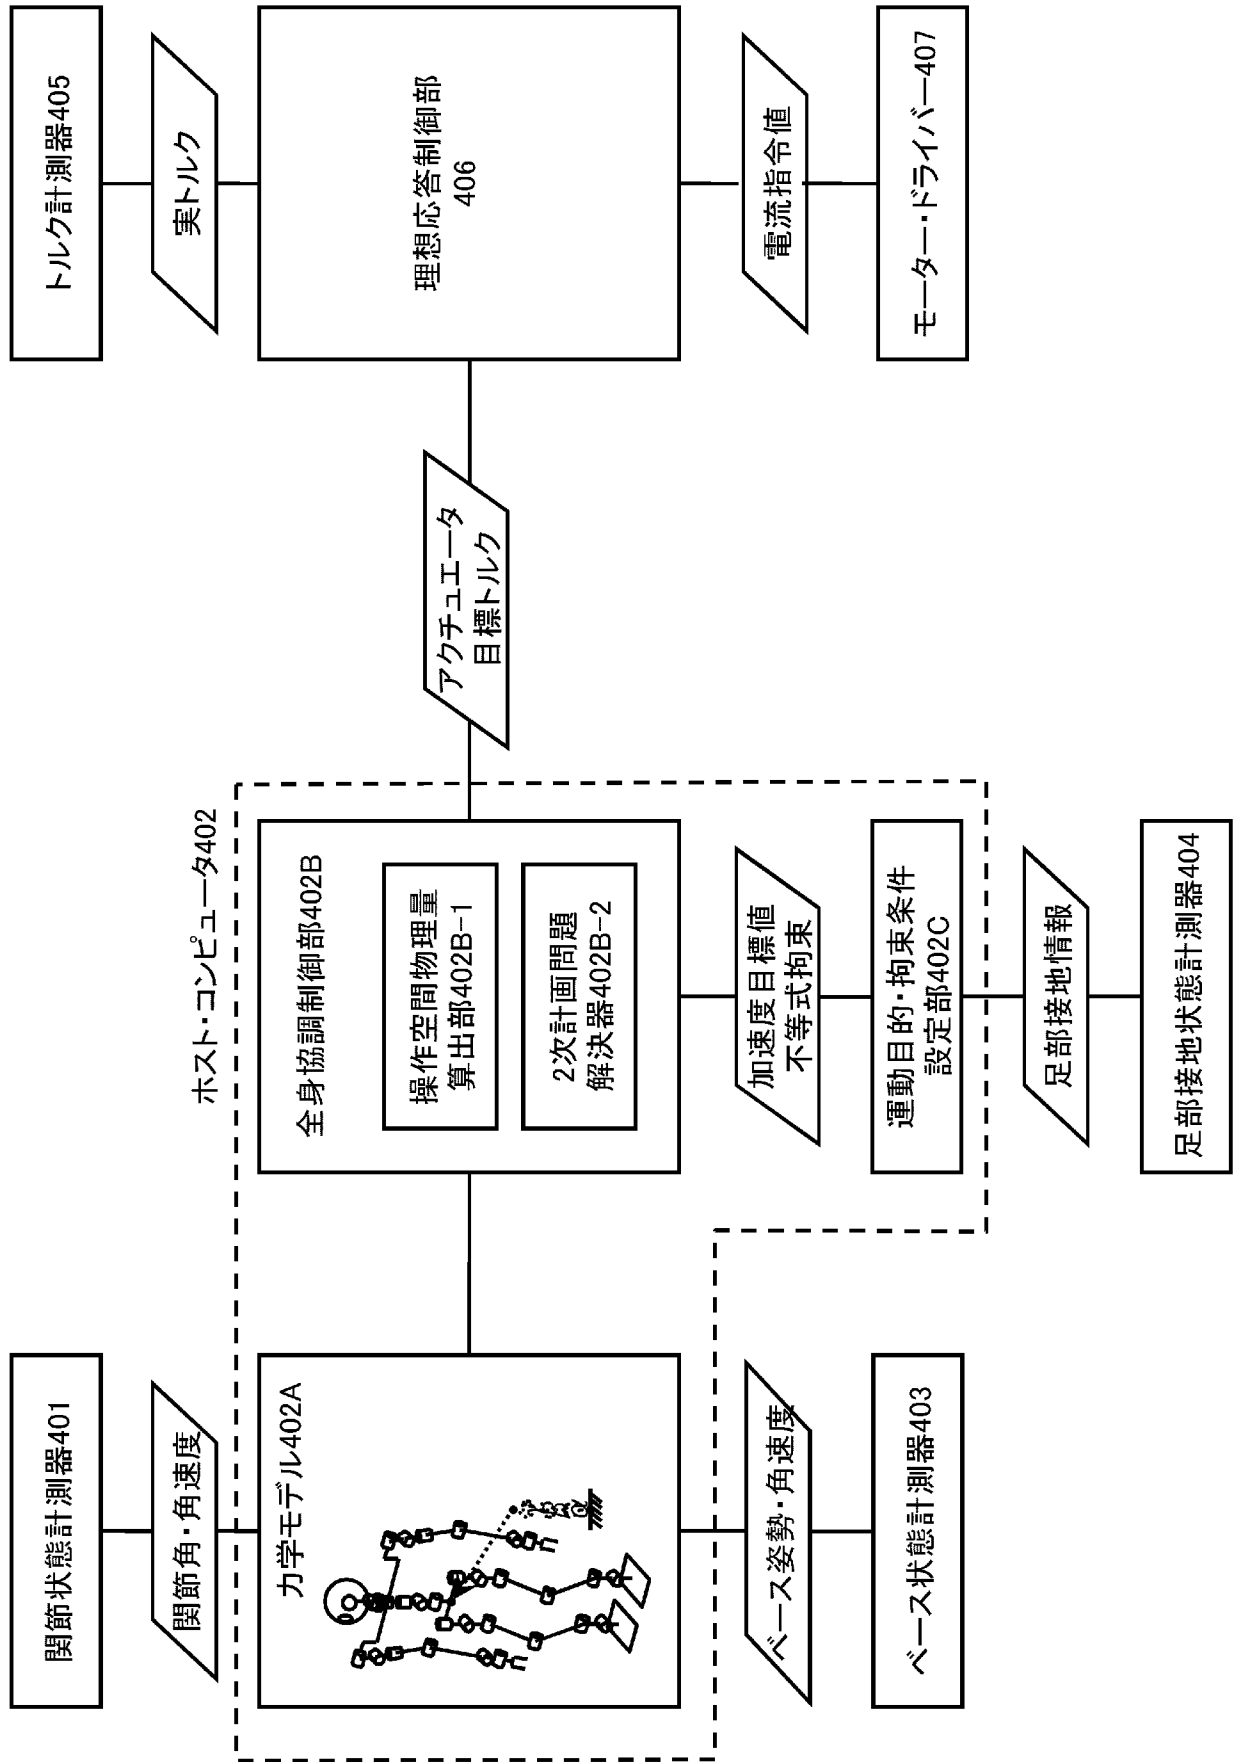 関節状態計測器401
関節角・角速度
力学モデル402A
ベース姿勢・角速度
ベース状態計測器403
ホスト・コンピュータ402
全身協調制御部402B
操作空間物理量
算出部402B-1
2次計画問題
解決器402B-2
加速度目標値
不等式拘束
運動目的・拘束条件
設定部402C
足部接地情報
足部接地状態計測器404
アクチュエータ
目標トルク
トルク計測器405
実トルク
理想応答制御部
406
電流指令値
モーター・ドライバー407